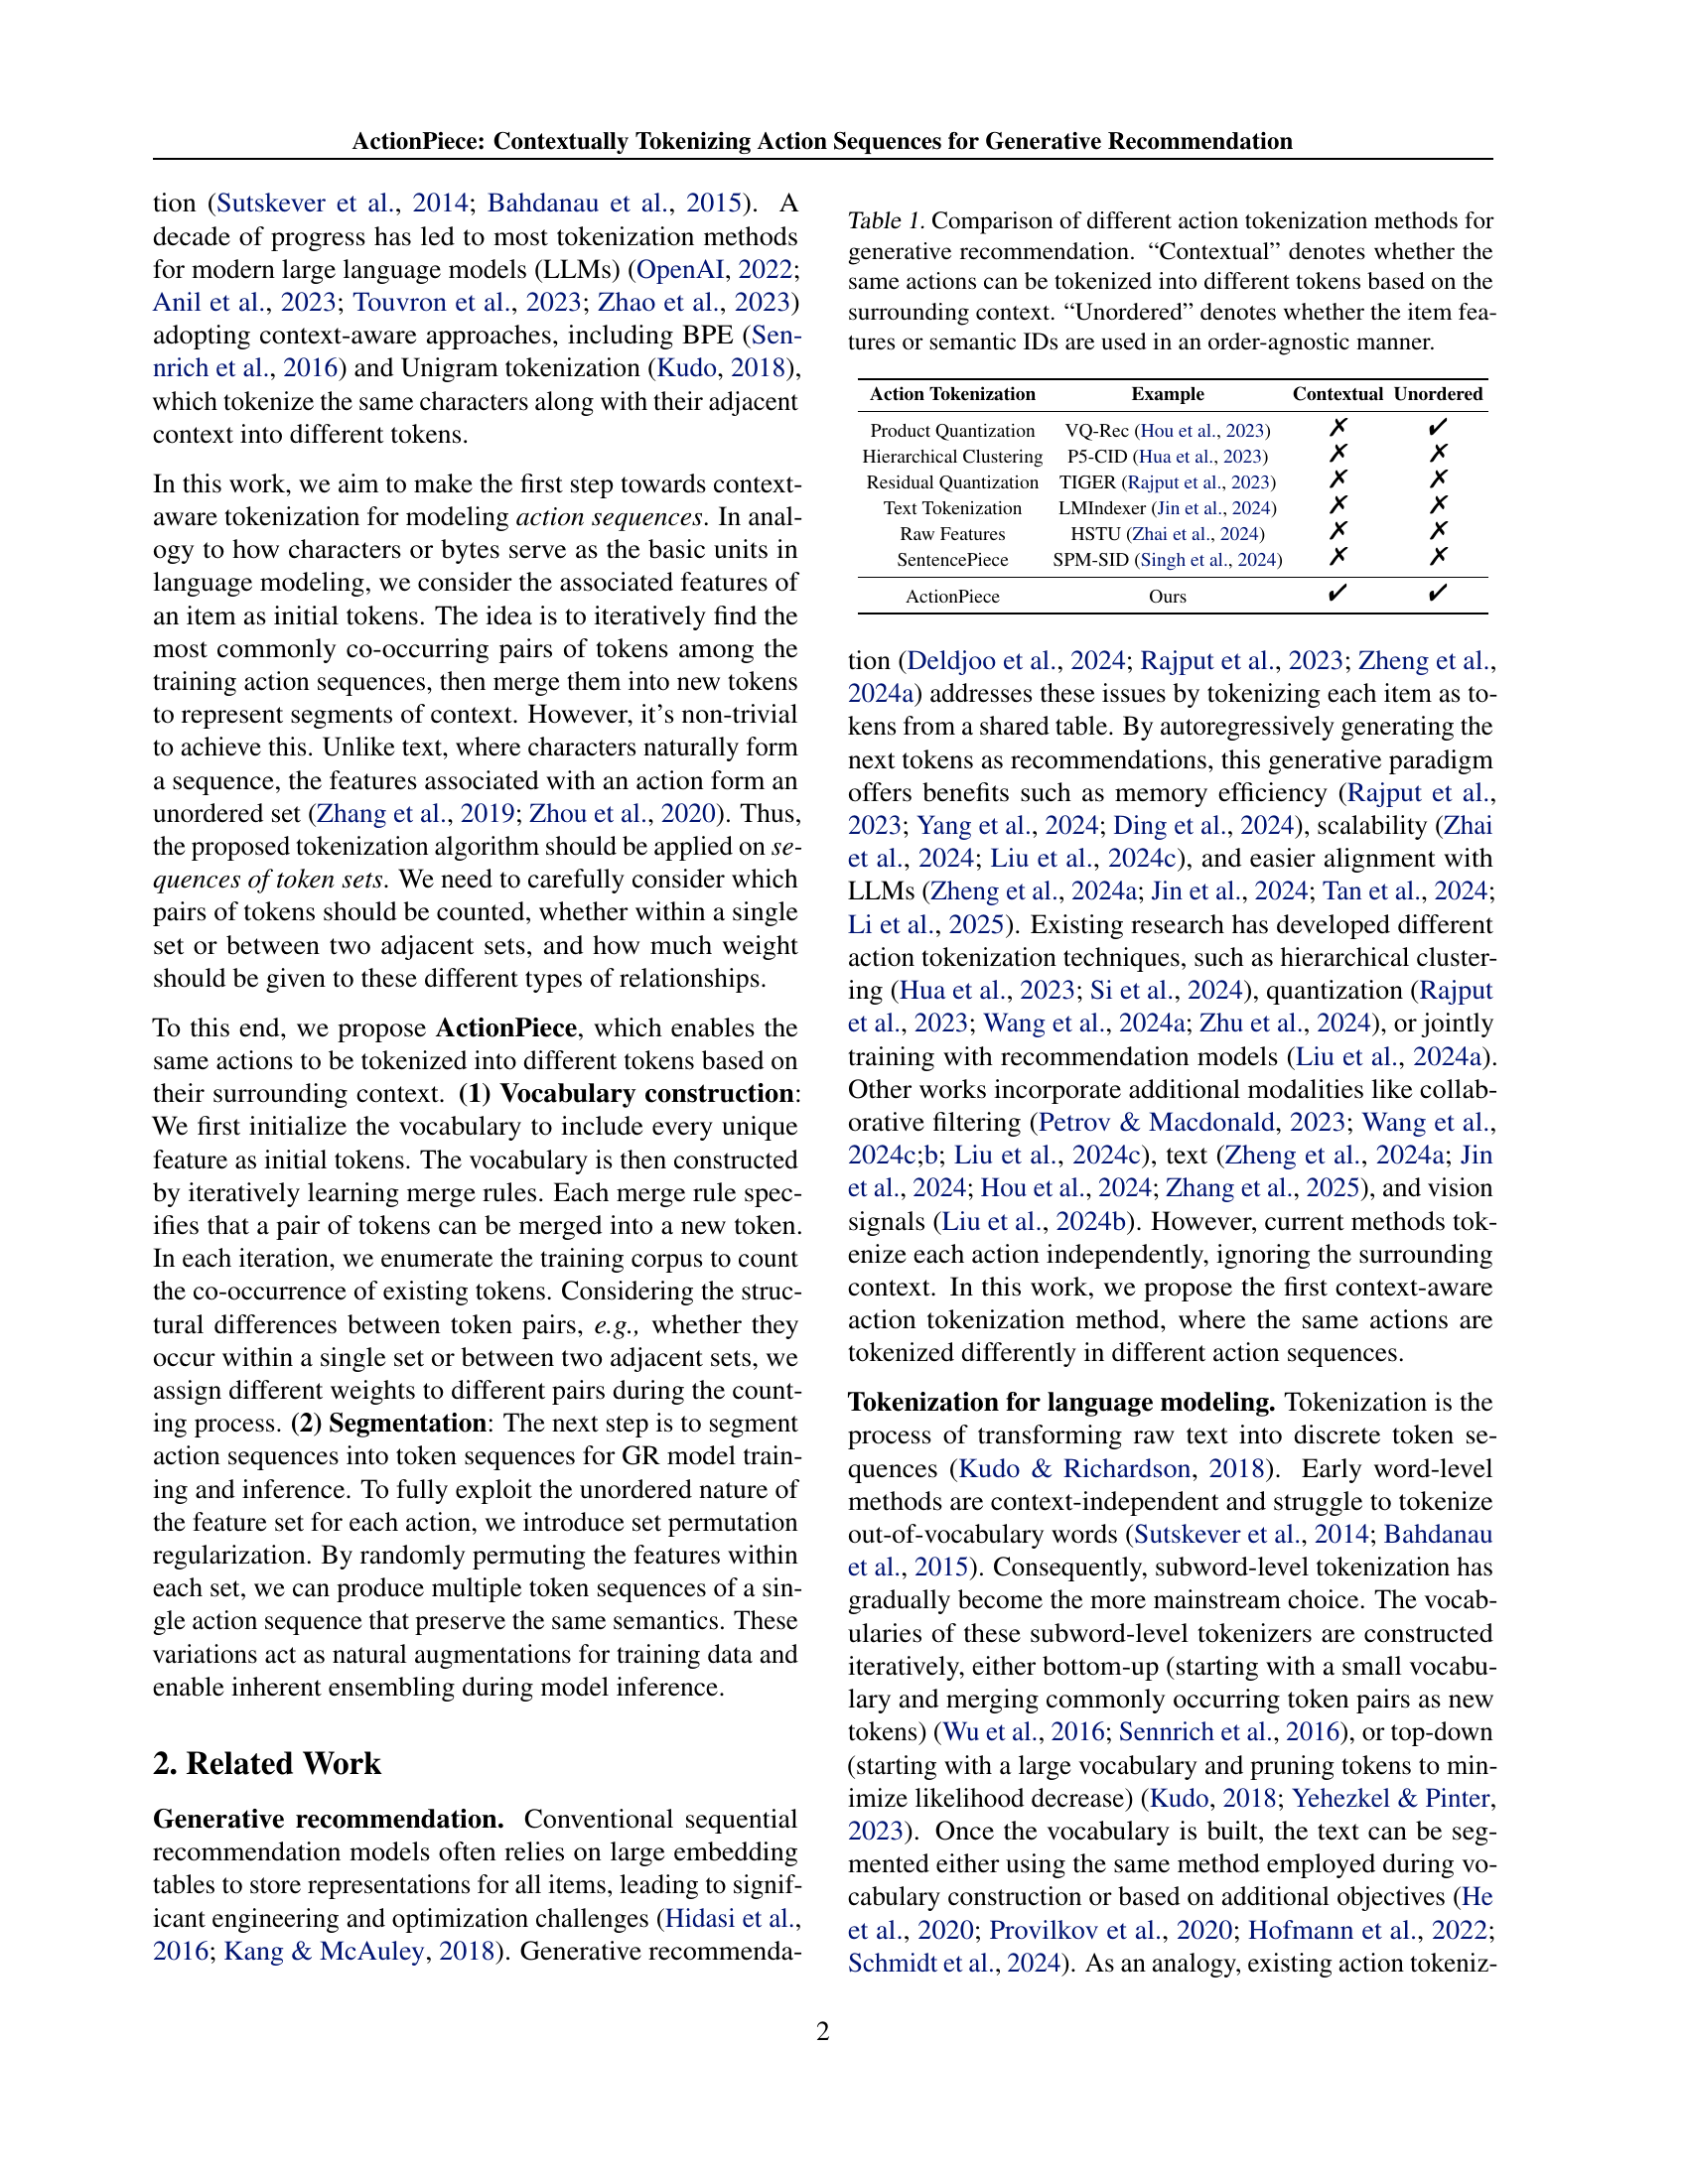 ActionPiece: Contextually Tokenizing Action Sequences for Generative Recommendation
tion (Sutskever et al., 2014; Bahdanau et al., 2015). A
decade of progress has led to most tokenization methods
for modern large language models (LLMs) (OpenAI, 2022;
Anil et al., 2023; Touvron et al., 2023; Zhao et al., 2023)
adopting context-aware approaches, including BPE (Sen-
nrich et al., 2016) and Unigram tokenization (Kudo, 2018),
which tokenize the same characters along with their adjacent
context into different tokens.
In this work, we aim to make the first step towards context-
aware tokenization for modeling action sequences. In anal-
ogy to how characters or bytes serve as the basic units in
language modeling, we consider the associated features of
an item as initial tokens. The idea is to iteratively find the
most commonly co-occurring pairs of tokens among the
training action sequences, then merge them into new tokens
to represent segments of context. However, it's non-trivial
to achieve this. Unlike text, where characters naturally form
a sequence, the features associated with an action form an
unordered set (Zhang et al., 2019; Zhou et al., 2020). Thus,
the proposed tokenization algorithm should be applied on se-
quences of token sets. We need to carefully consider which
pairs of tokens should be counted, whether within a single
set or between two adjacent sets, and how much weight
should be given to these different types of relationships.
To this end, we propose ActionPiece, which enables the
same actions to be tokenized into different tokens based on
their surrounding context. (1) Vocabulary construction:
We first initialize the vocabulary to include every unique
feature as initial tokens. The vocabulary is then constructed
by iteratively learning merge rules. Each merge rule spec-
ifies that a pair of tokens can be merged into a new token.
In each iteration, we enumerate the training corpus to count
the co-occurrence of existing tokens. Considering the struc-
tural differences between token pairs, e.g., whether they
occur within a single set or between two adjacent sets, we
assign different weights to different pairs during the count-
ing process. (2) Segmentation: The next step is to segment
action sequences into token sequences for GR model train-
ing and inference. To fully exploit the unordered nature of
the feature set for each action, we introduce set permutation
regularization. By randomly permuting the features within
each set, we can produce multiple token sequences of a sin-
gle action sequence that preserve the same semantics. These
variations act as natural augmentations for training data and
enable inherent ensembling during model inference.
2. Related Work
Generative recommendation. Conventional sequential
recommendation models often relies on large embedding
tables to store representations for all items, leading to signif-
icant engineering and optimization challenges (Hidasi et al.,
2016; Kang & McAuley, 2018). Generative recommenda-
Table 1. Comparison of different action tokenization methods for
generative recommendation. “Contextual” denotes whether the
same actions can be tokenized into different tokens based on the
surrounding context. “Unordered” denotes whether the item fea-
tures or semantic IDs are used in an order-agnostic manner.
Action Tokenization Example Contextual Unordered
Product Quantization VQ-Rec (Hou et al., 2023) ✗ ✓
Hierarchical Clustering P5-CID (Hua et al., 2023) ✗ ✗
Residual Quantization TIGER (Rajput et al., 2023) ✗ ✗
Text Tokenization LMIndexer (Jin et al., 2024) ✗ ✗
Raw Features HSTU (Zhai et al., 2024) ✗ ✗
SentencePiece SPM-SID (Singh et al., 2024) ✗ ✗
ActionPiece Ours ✓ ✓
tion (Deldjoo et al., 2024; Rajput et al., 2023; Zheng et al.,
2024a) addresses these issues by tokenizing each item as to-
kens from a shared table. By autoregressively generating the
next tokens as recommendations, this generative paradigm
offers benefits such as memory efficiency (Rajput et al.,
2023; Yang et al., 2024; Ding et al., 2024), scalability (Zhai
et al., 2024; Liu et al., 2024c), and easier alignment with
LLMs (Zheng et al., 2024a; Jin et al., 2024; Tan et al., 2024;
Li et al., 2025). Existing research has developed different
action tokenization techniques, such as hierarchical cluster-
ing (Hua et al., 2023; Si et al., 2024), quantization (Rajput
et al., 2023; Wang et al., 2024a; Zhu et al., 2024), or jointly
training with recommendation models (Liu et al., 2024a).
Other works incorporate additional modalities like collab-
orative filtering (Petrov & Macdonald, 2023; Wang et al.,
2024c;b; Liu et al., 2024c), text (Zheng et al., 2024a; Jin
et al., 2024; Hou et al., 2024; Zhang et al., 2025), and vision
signals (Liu et al., 2024b). However, current methods tok-
enize each action independently, ignoring the surrounding
context. In this work, we propose the first context-aware
action tokenization method, where the same actions are
tokenized differently in different action sequences.
Tokenization for language modeling. Tokenization is the
process of transforming raw text into discrete token se-
quences (Kudo & Richardson, 2018). Early word-level
methods are context-independent and struggle to tokenize
out-of-vocabulary words (Sutskever et al., 2014; Bahdanau
et al., 2015). Consequently, subword-level tokenization has
gradually become the more mainstream choice. The vocab-
ularies of these subword-level tokenizers are constructed
iteratively, either bottom-up (starting with a small vocabu-
lary and merging commonly occurring token pairs as new
tokens) (Wu et al., 2016; Sennrich et al., 2016), or top-down
(starting with a large vocabulary and pruning tokens to min-
imize likelihood decrease) (Kudo, 2018; Yehezkel & Pinter,
2023). Once the vocabulary is built, the text can be seg-
mented either using the same method employed during vo-
cabulary construction or based on additional objectives (He
et al., 2020; Provilkov et al., 2020; Hofmann et al., 2022;
Schmidt et al., 2024). As an analogy, existing action tokeniz-
2